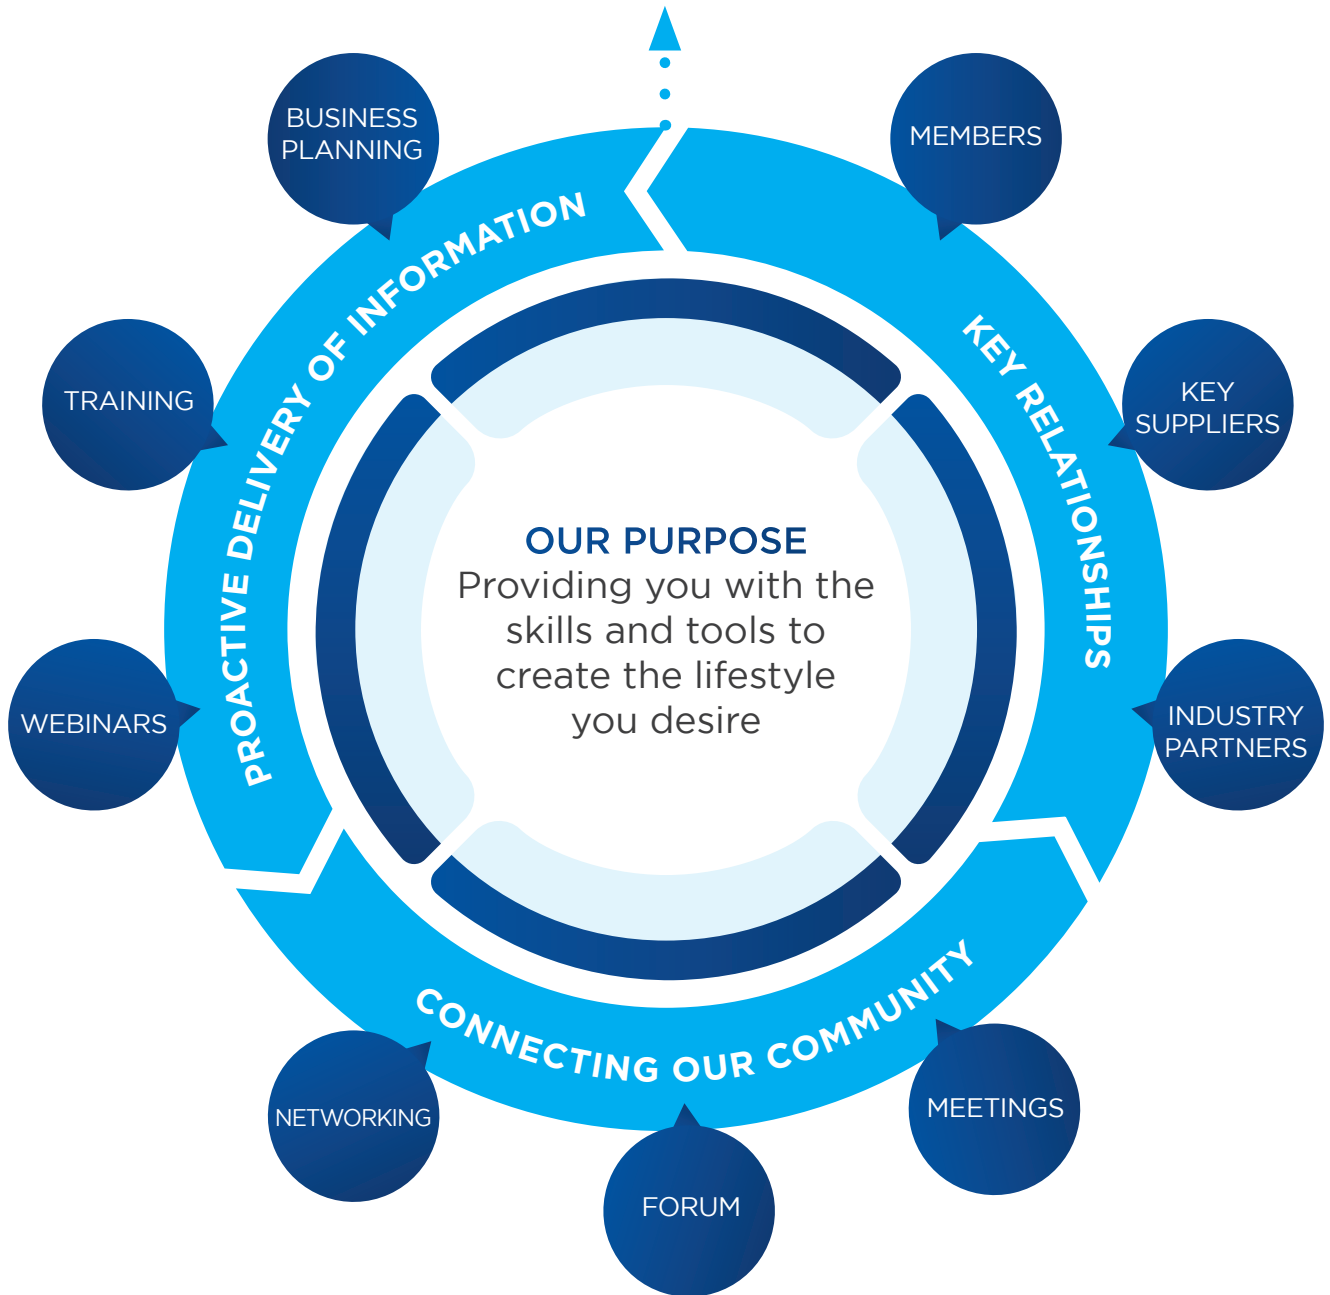 BUSINESS
PLANNING
MEMBERS
PROACTIVE DELIVERY OF INFORMATION
KEY RELATIONSHIPS
TRAINING
KEY
SUPPLIERS
OUR PURPOSE
Providing you with the
skills and tools to
create the lifestyle
you desire
WEBINARS
INDUSTRY
PARTNERS
CONNECTING OUR COMMUNITY
NETWORKING
MEETINGS
FORUM